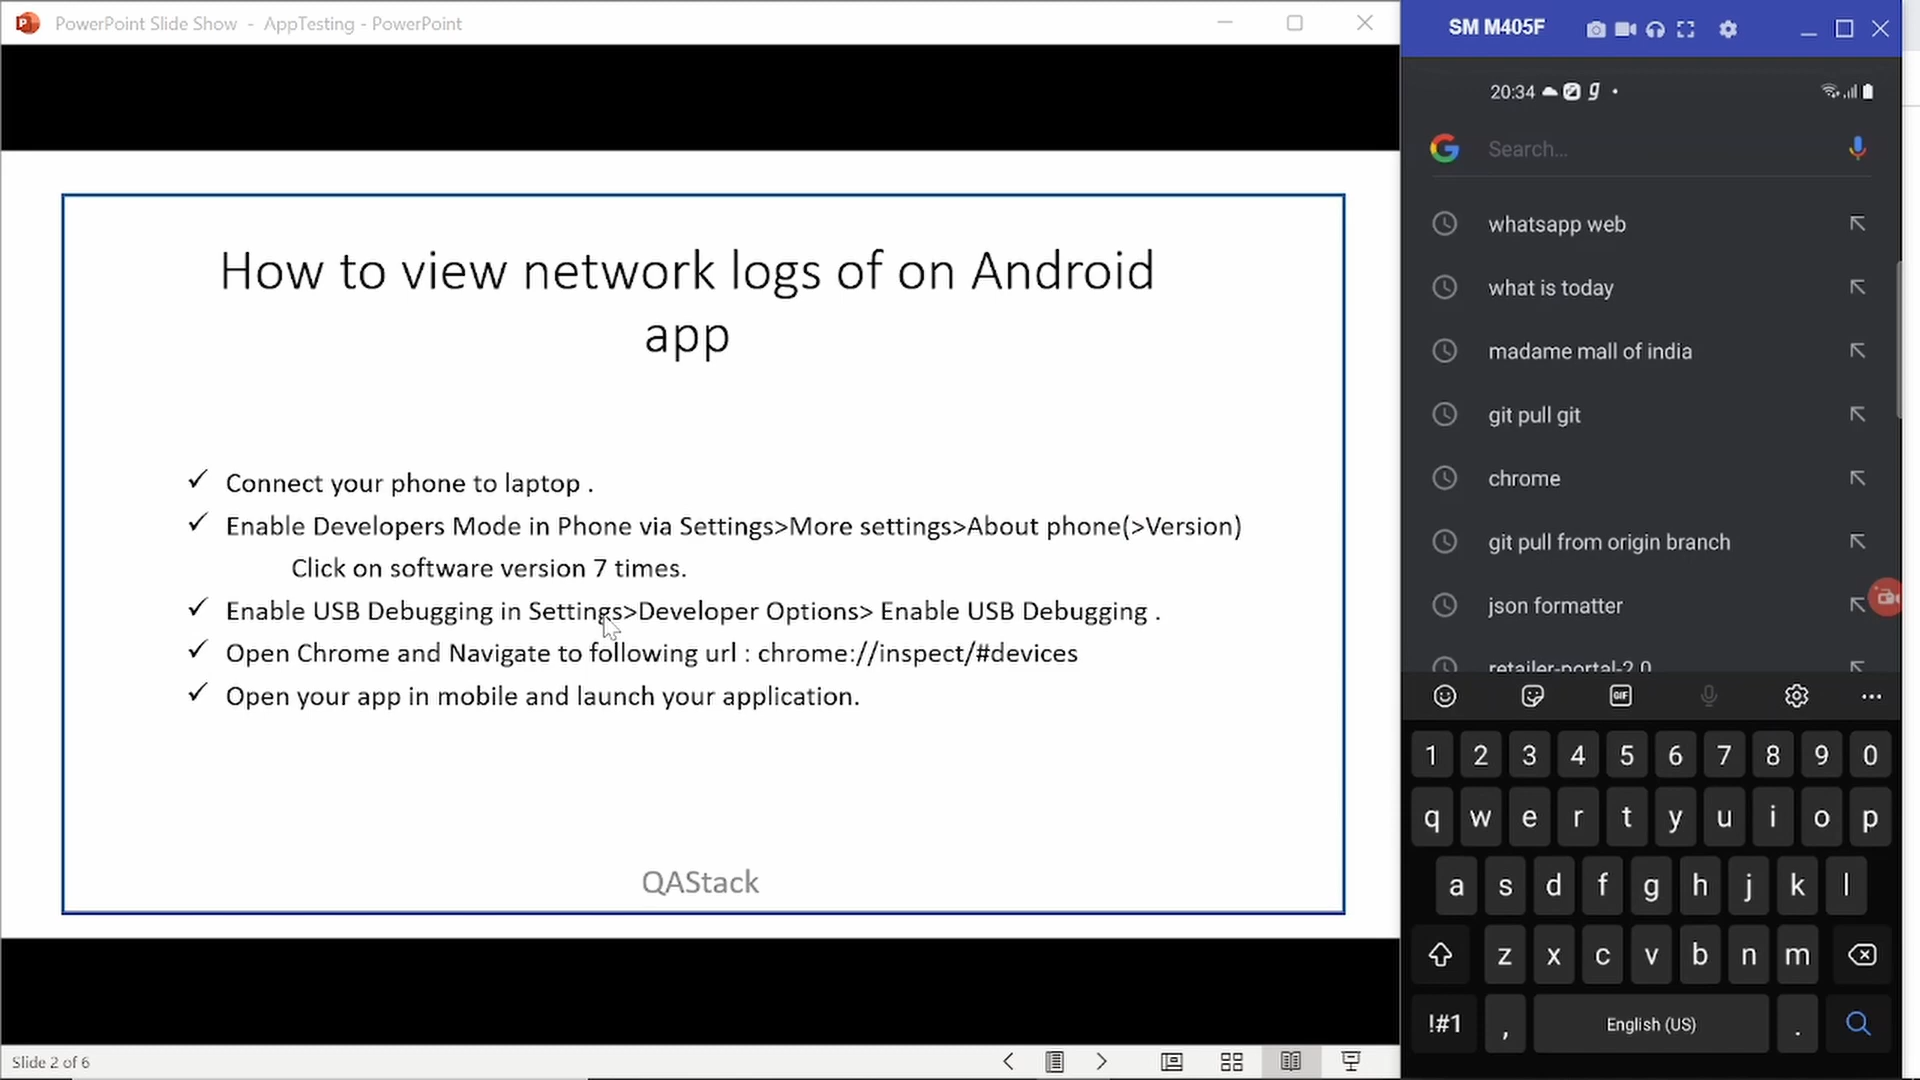 PowerPoint Slide Show - AppTesting - PowerPoint
How to view network logs of on Android
app
✓ Connect your phone to laptop .
✓ Enable Developers Mode in Phone via Settings>More settings>About phone(>Version)
Click on software version 7 times.
✓ Enable USB Debugging in Settings>Developer Options> Enable USB Debugging .
✓ Open Chrome and Navigate to following url : chrome://inspect/#devices
✓ Open your app in mobile and launch your application.
QAStack
Slide 2 of 6
SM M405F
20:34
Search...
whatsapp web
what is today
madame mall of india
git pull git
chrome
git pull from origin branch
json formatter
retailer-portal-2.0
GIF
1 2 3 4 5 6 7 8 9 0
q w e r t y u i o p
a s d f g h j k l
z x c v b n m
!#1 , English (US) .